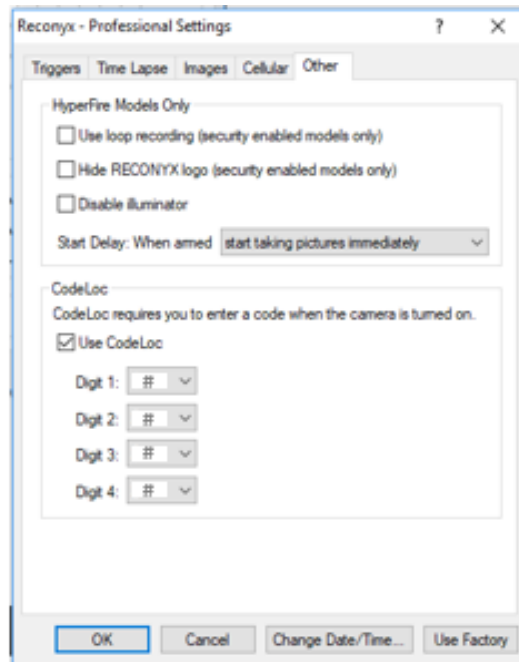 Reconyx - Professional Settings ? ×
Triggers Time Lapse Images Cellular Other
HyperFire Models Only
Use loop recording (security enabled models only)
Hide RECONYX logo (security enabled models only)
Disable illuminator
Start Delay: When armed start taking pictures immediately
CodeLoc
CodeLoc requires you to enter a code when the camera is turned on.
Use CodeLoc
Digit 1: #
Digit 2: #
Digit 3: #
Digit 4: #
OK Cancel Change Date/Time... Use Factory